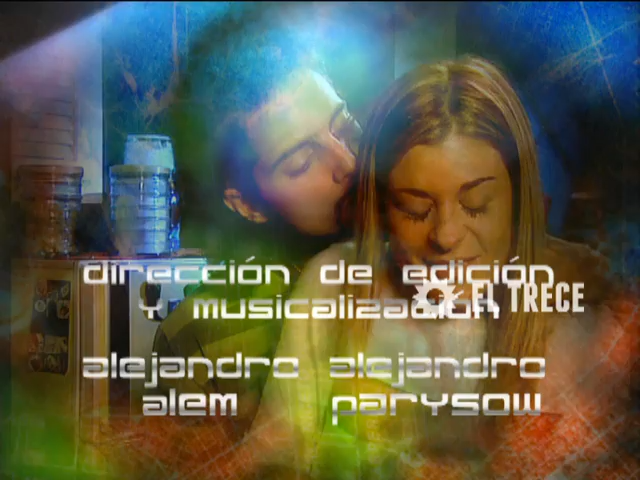 dirección de edición
y musicalización
EL TRECE
alejandro alejandro
alem parysow